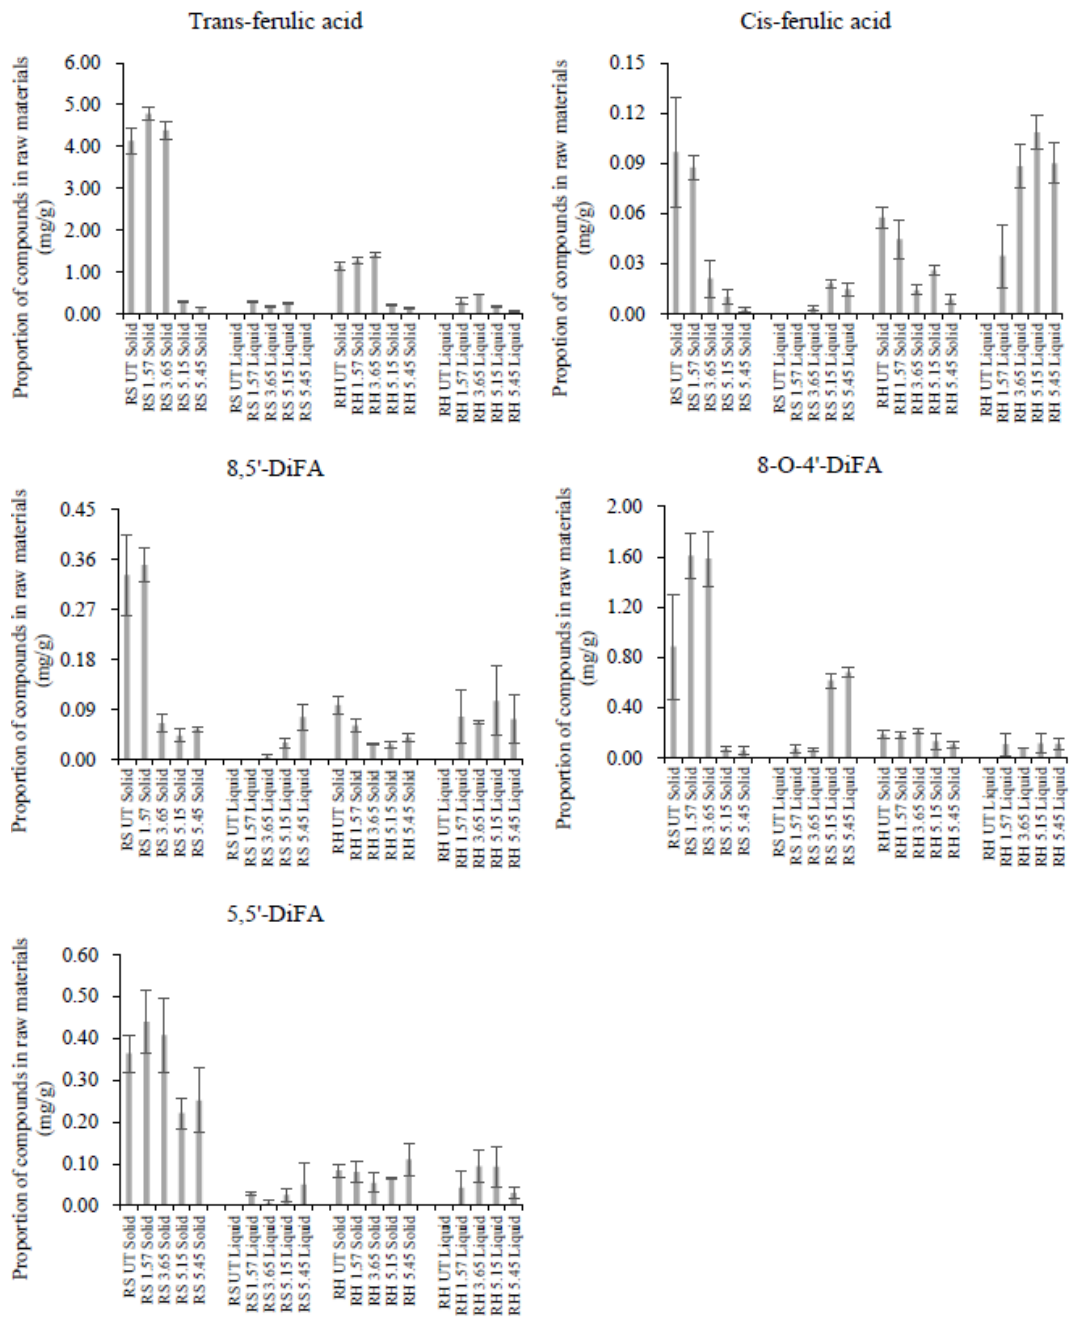 Trans-ferulic acid
Proportion of compounds in raw materials
(mg/g)
6.00
5.00
4.00
3.00
2.00
1.00
0.00
RS UT Solid
RS 1.57 Solid
RS 3.65 Solid
RS 5.15 Solid
RS 5.45 Solid
RS UT Liquid
RS 1.57 Liquid
RS 3.65 Liquid
RS 5.15 Liquid
RS 5.45 Liquid
RH UT Solid
RH 1.57 Solid
RH 3.65 Solid
RH 5.15 Solid
RH 5.45 Solid
RH UT Liquid
RH 1.57 Liquid
RH 3.65 Liquid
RH 5.15 Liquid
RH 5.45 Liquid
Cis-ferulic acid
Propotion of compounds in raw materials
(mg/g)
0.15
0.12
0.09
0.06
0.03
0.00
RS UT Solid
RS 1.57 Solid
RS 3.65 Solid
RS 5.15 Solid
RS 5.45 Solid
RS UT Liquid
RS 1.57 Liquid
RS 3.65 Liquid
RS 5.15 Liquid
RS 5.45 Liquid
RH UT Solid
RH 1.57 Solid
RH 3.65 Solid
RH 5.15 Solid
RH 5.45 Solid
RH UT Liquid
RH 1.57 Liquid
RH 3.65 Liquid
RH 5.15 Liquid
RH 5.45 Liquid
8,5'-DiFA
Proportion of compounds in raw materials
(mg/g)
0.45
0.36
0.27
0.18
0.09
0.00
RS UT Solid
RS 1.57 Solid
RS 3.65 Solid
RS 5.15 Solid
RS 5.45 Solid
RS UT Liquid
RS 1.57 Liquid
RS 3.65 Liquid
RS 5.15 Liquid
RS 5.45 Liquid
RH UT Solid
RH 1.57 Solid
RH 3.65 Solid
RH 5.15 Solid
RH 5.45 Solid
RH UT Liquid
RH 1.57 Liquid
RH 3.65 Liquid
RH 5.15 Liquid
RH 5.45 Liquid
8-O-4'-DiFA
Proportion of compounds in raw materials
(mg/g)
2.00
1.60
1.20
0.80
0.40
0.00
RS UT Solid
RS 1.57 Solid
RS 3.65 Solid
RS 5.15 Solid
RS 5.45 Solid
RS UT Liquid
RS 1.57 Liquid
RS 3.65 Liquid
RS 5.15 Liquid
RS 5.45 Liquid
RH UT Solid
RH 1.57 Solid
RH 3.65 Solid
RH 5.15 Solid
RH 5.45 Solid
RH UT Liquid
RH 1.57 Liquid
RH 3.65 Liquid
RH 5.15 Liquid
RH 5.45 Liquid
5,5'-DiFA
Proportion of compounds in raw materials
(mg/g)
0.60
0.50
0.40
0.30
0.20
0.10
0.00
RS UT Solid
RS 1.57 Solid
RS 3.65 Solid
RS 5.15 Solid
RS 5.45 Solid
RS UT Liquid
RS 1.57 Liquid
RS 3.65 Liquid
RS 5.15 Liquid
RS 5.45 Liquid
RH UT Solid
RH 1.57 Solid
RH 3.65 Solid
RH 5.15 Solid
RH 5.45 Solid
RH UT Liquid
RH 1.57 Liquid
RH 3.65 Liquid
RH 5.15 Liquid
RH 5.45 Liquid